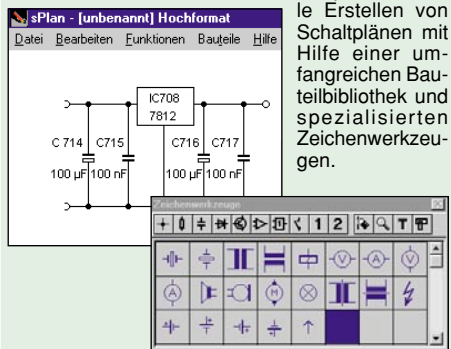 sPlan - [unbenannt] Hochformat
Datei Bearbeiten Funktionen Bauteile Hilfe
IC708
7812
C 714 C715 C716 C717
100 µF 100 nF 100 µF 100 nF
le Erstellen von
Schaltplänen mit
Hilfe einer um-
fangreichen Bau-
teilbibliothek und
spezialisierten
Zeichenwerkzeu-
gen.
Zeichenwerkzeuge
1 2 T
V A V
A M